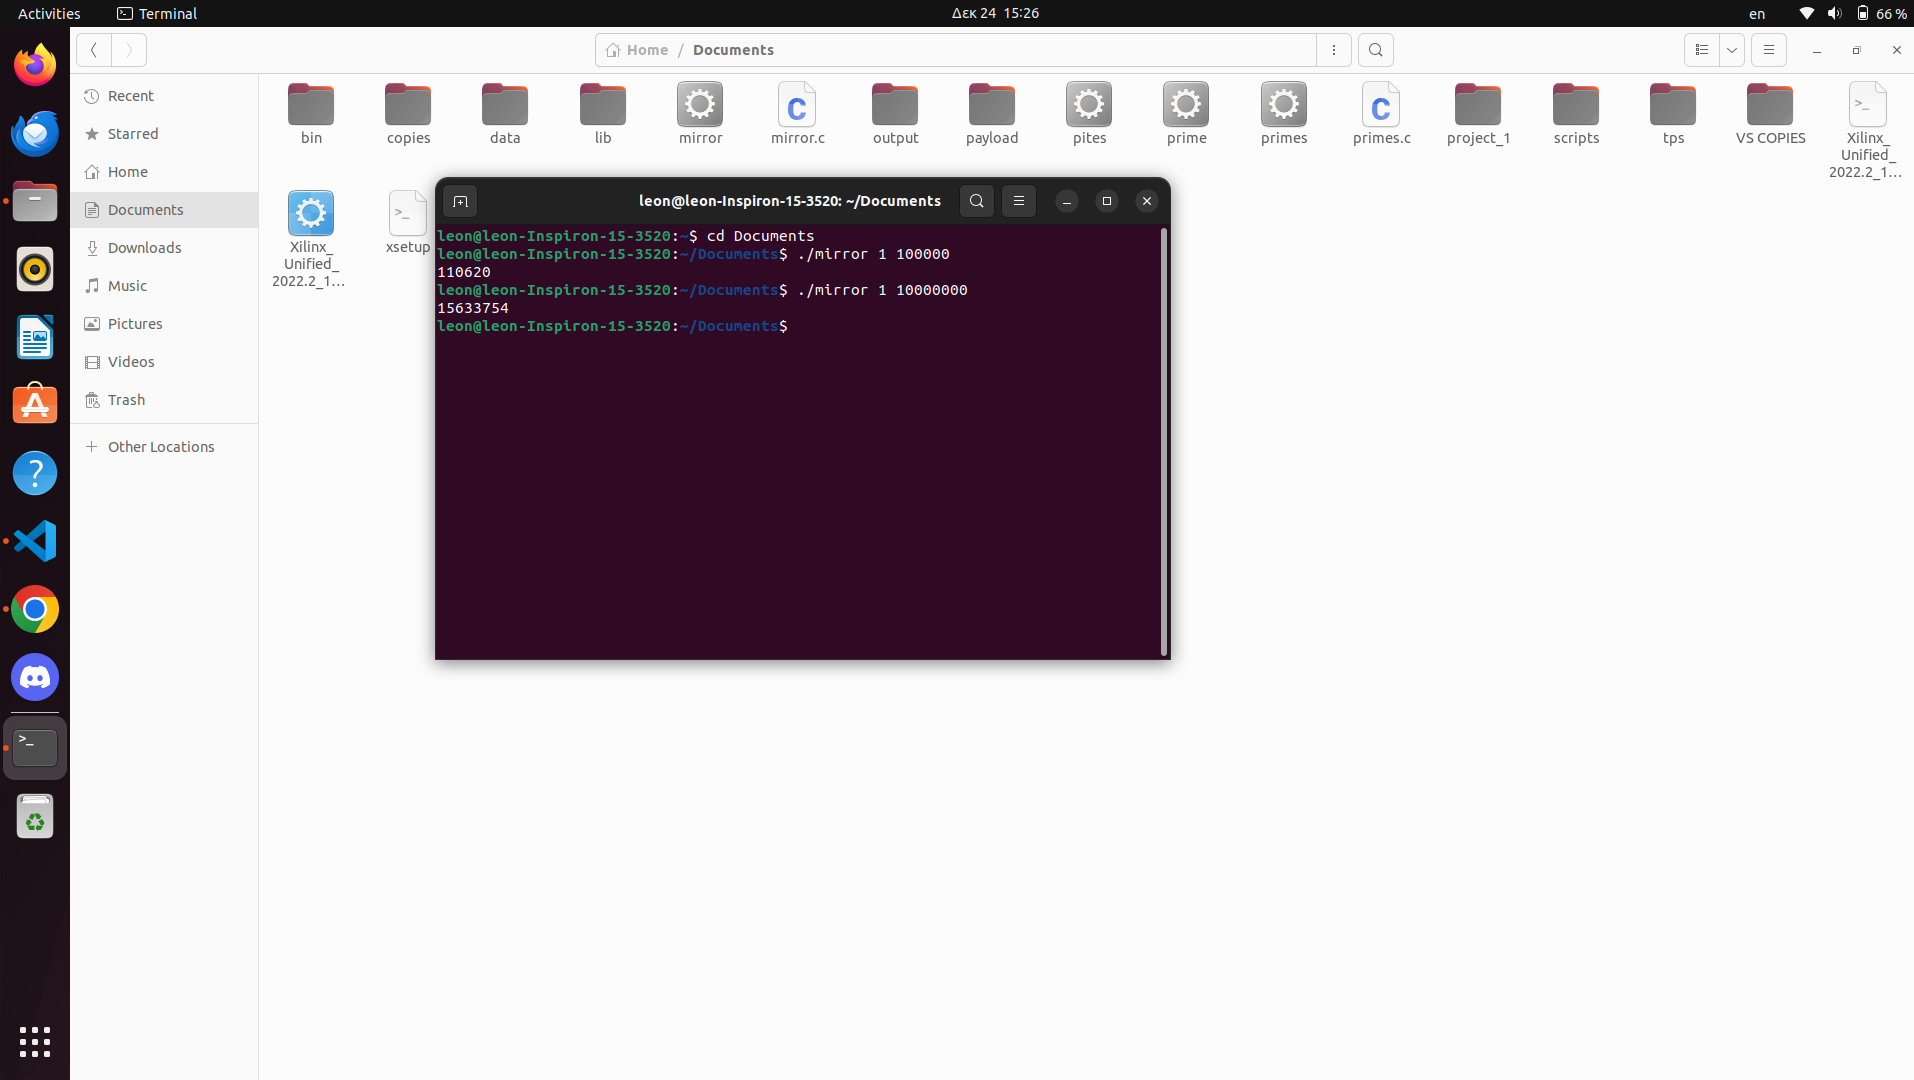 Activities
Terminal
Δεκ 24 15:26
en
66 %
Home / Documents
Recent
Starred
Home
Documents
Downloads
Music
Pictures
Videos
Trash
Other Locations
bin
copies
data
lib
mirror
mirror.c
output
payload
pites
prime
primes
primes.c
project_1
scripts
tps
VS COPIES
Xilinx_
Unified_
2022.2_1…
Xilinx_
Unified_
2022.2_1…
xsetup
leon@leon-Inspiron-15-3520: ~/Documents
leon@leon-Inspiron-15-3520:~$ cd Documents
leon@leon-Inspiron-15-3520:~/Documents$ ./mirror 1 100000
110620
leon@leon-Inspiron-15-3520:~/Documents$ ./mirror 1 10000000
15633754
leon@leon-Inspiron-15-3520:~/Documents$